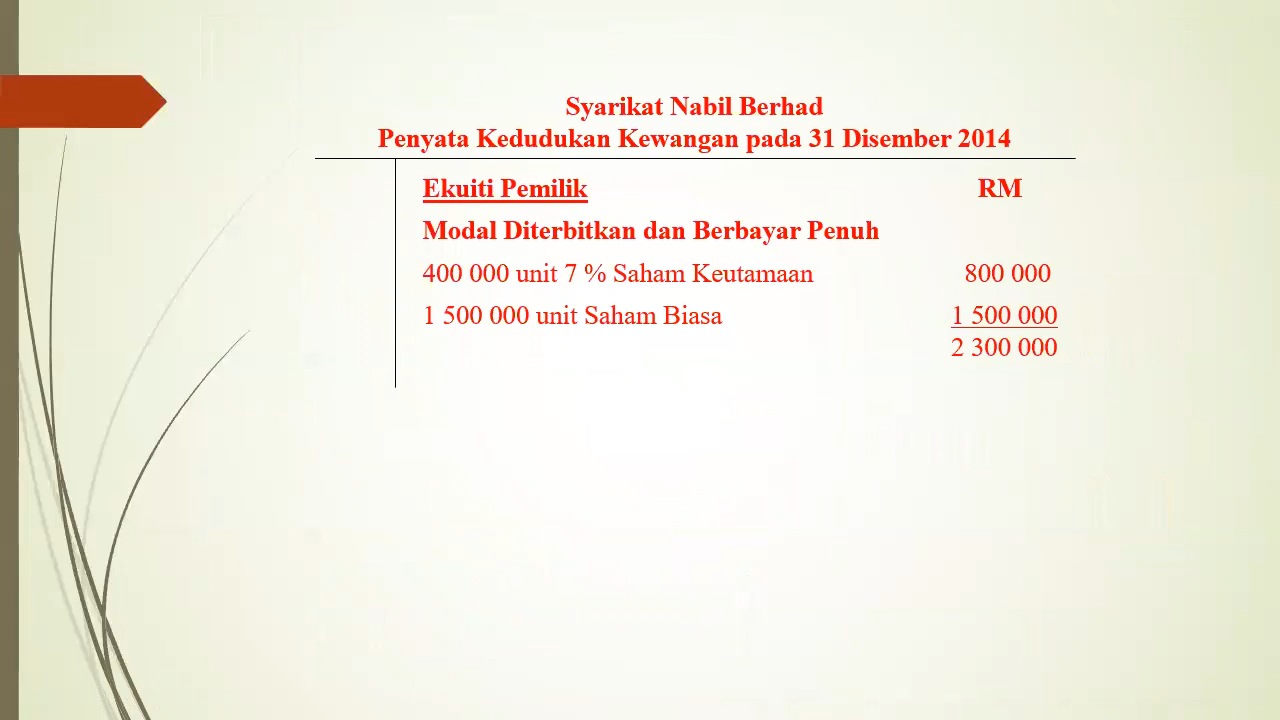 Syarikat Nabil Berhad
Penyata Kedudukan Kewangan pada 31 Disember 2014
Ekuiti Pemilik RM
Modal Diterbitkan dan Berbayar Penuh
400 000 unit 7 % Saham Keutamaan 800 000
1 500 000 unit Saham Biasa 1 500 000
2 300 000